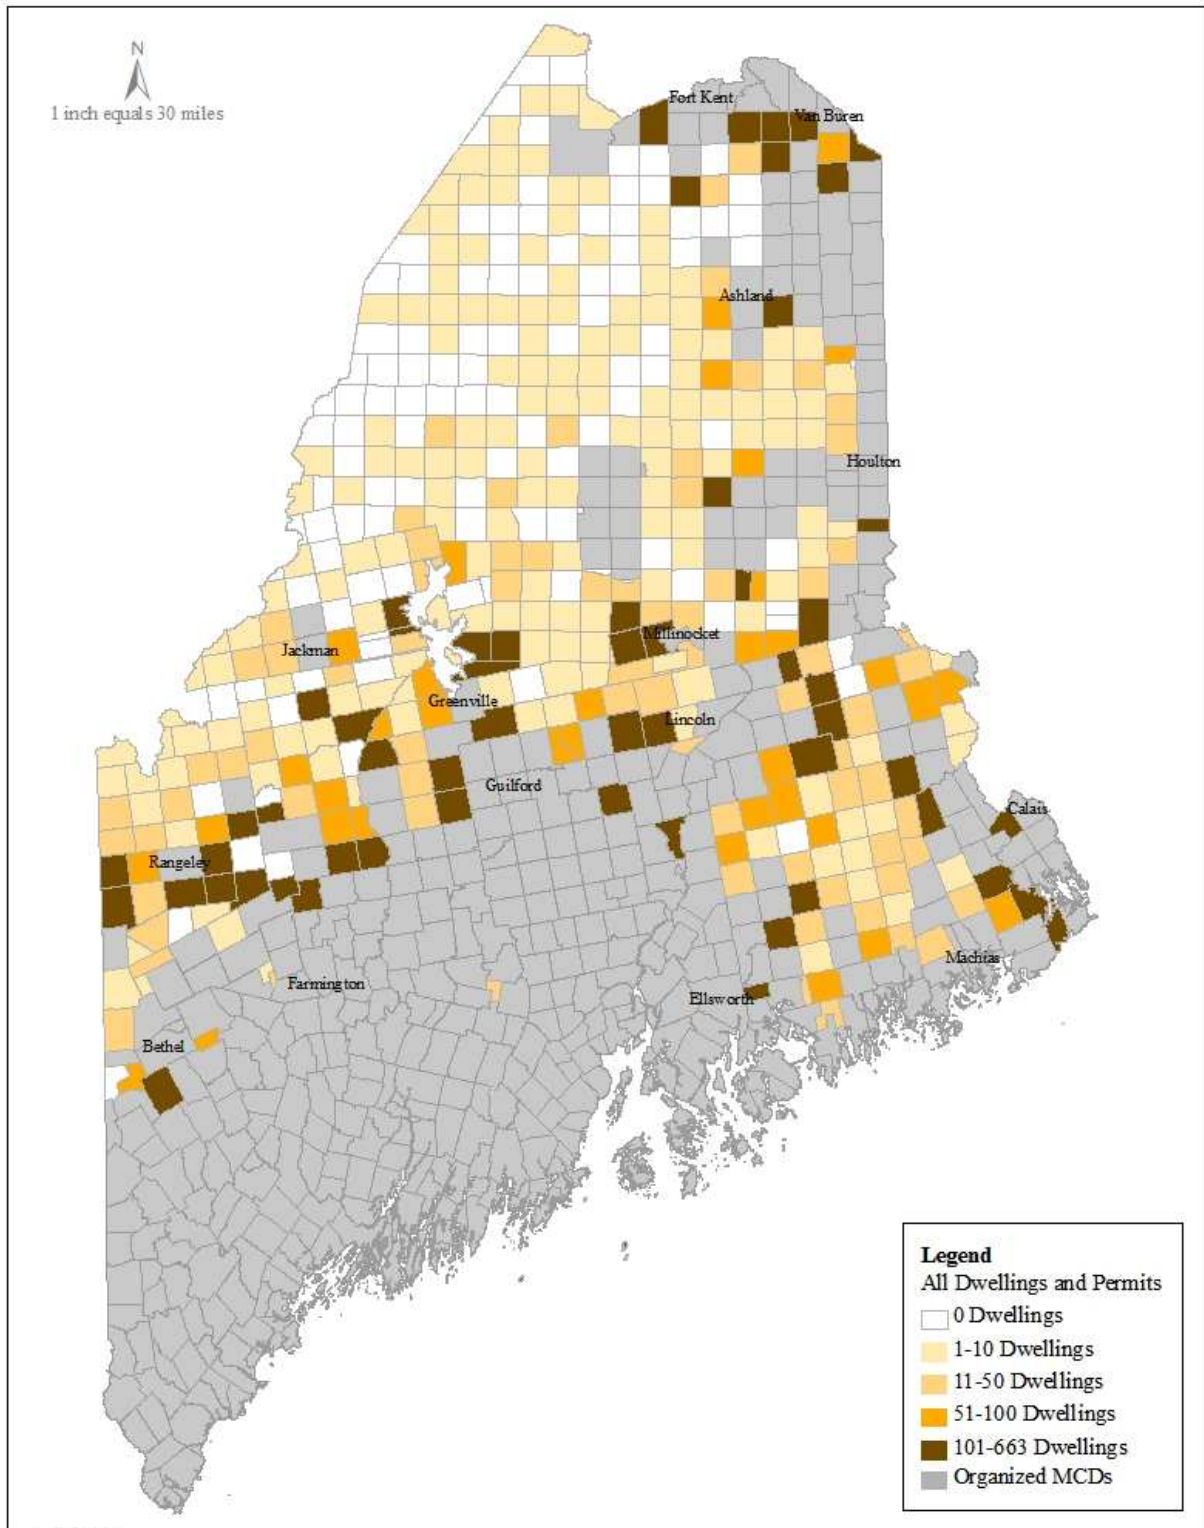 N
1 inch equals 30 miles
Fort Kent
Van Buren
Ashland
Houlton
Millinocket
Jackman
Greenville
Lincoln
Guilford
Calais
Rangeley
Machias
Farmington
Ellsworth
Bethel
Legend
All Dwellings and Permits
0 Dwellings
1-10 Dwellings
11-50 Dwellings
51-100 Dwellings
101-663 Dwellings
Organized MCDs